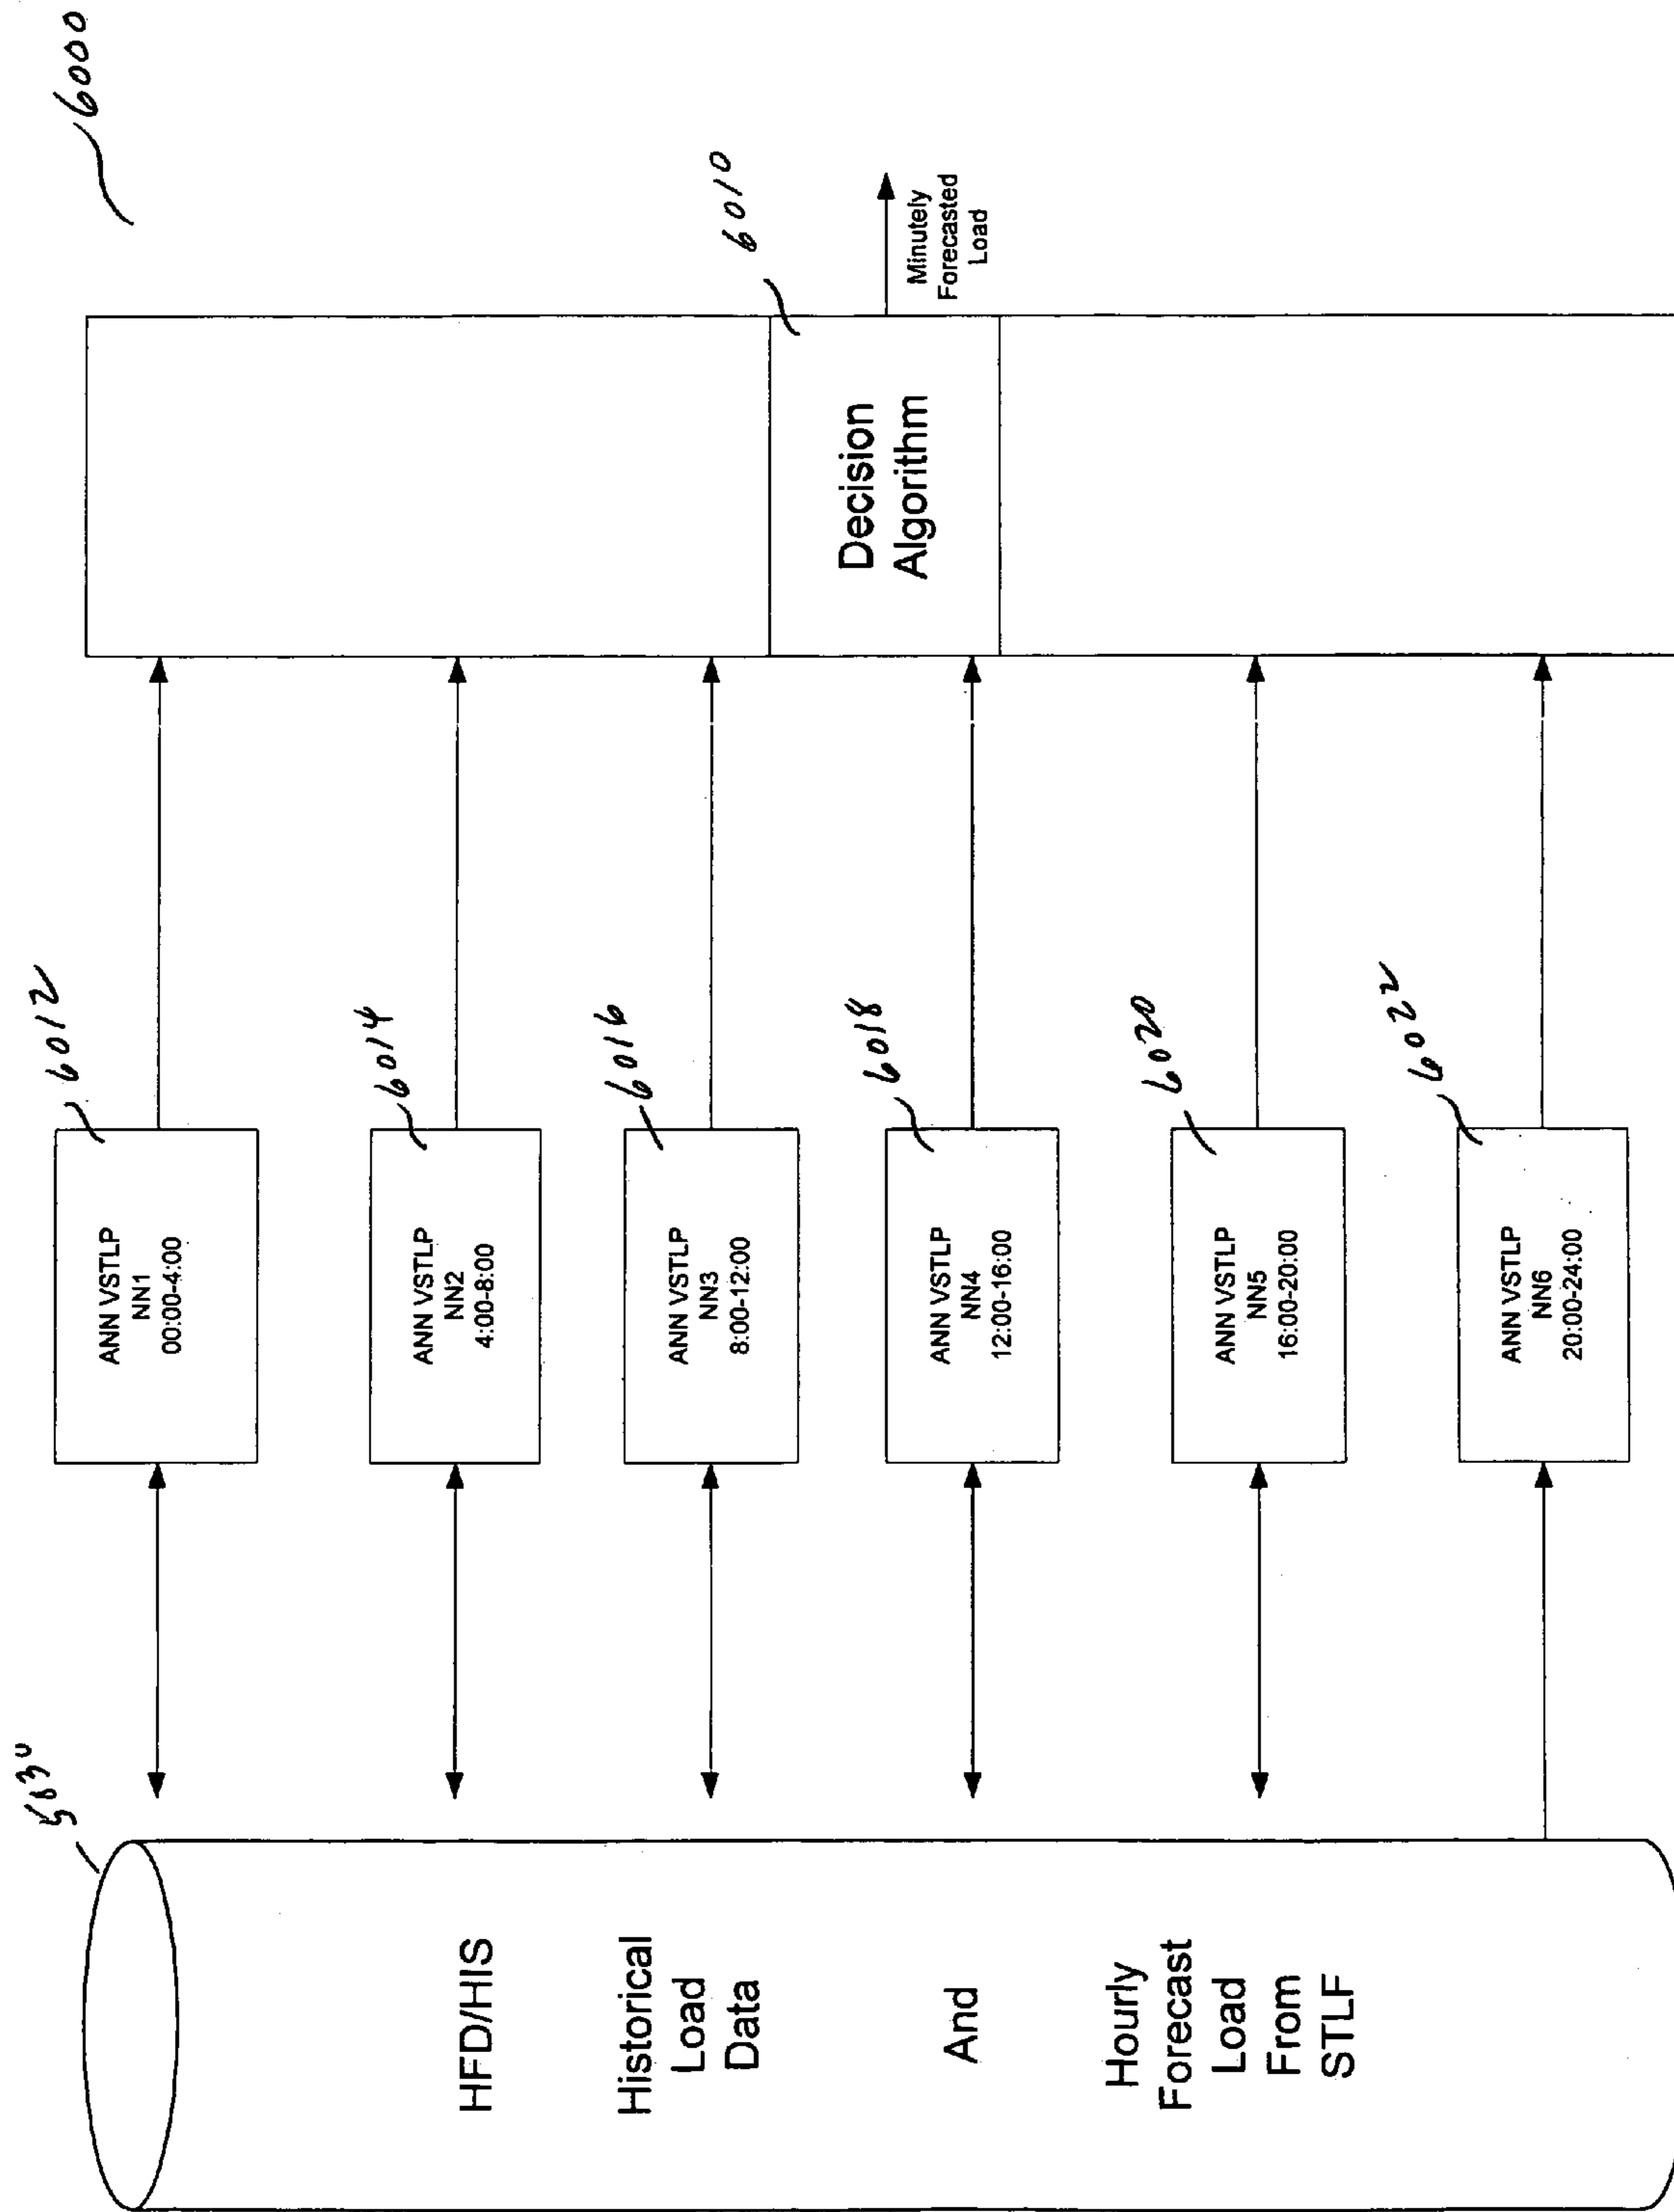 6000
5630
HFD/HIS
Historical
Load
Data
And
Hourly
Forecast
Load
From
STLF
6012
ANN VSTLP
NN1
00:00-4:00
6014
ANN VSTLP
NN2
4:00-8:00
6016
ANN VSTLP
NN3
8:00-12:00
6018
ANN VSTLP
NN4
12:00-16:00
6020
ANN VSTLP
NN5
16:00-20:00
6022
ANN VSTLP
NN6
20:00-24:00
6010
Decision
Algorithm
Minutely
Forecasted
Load